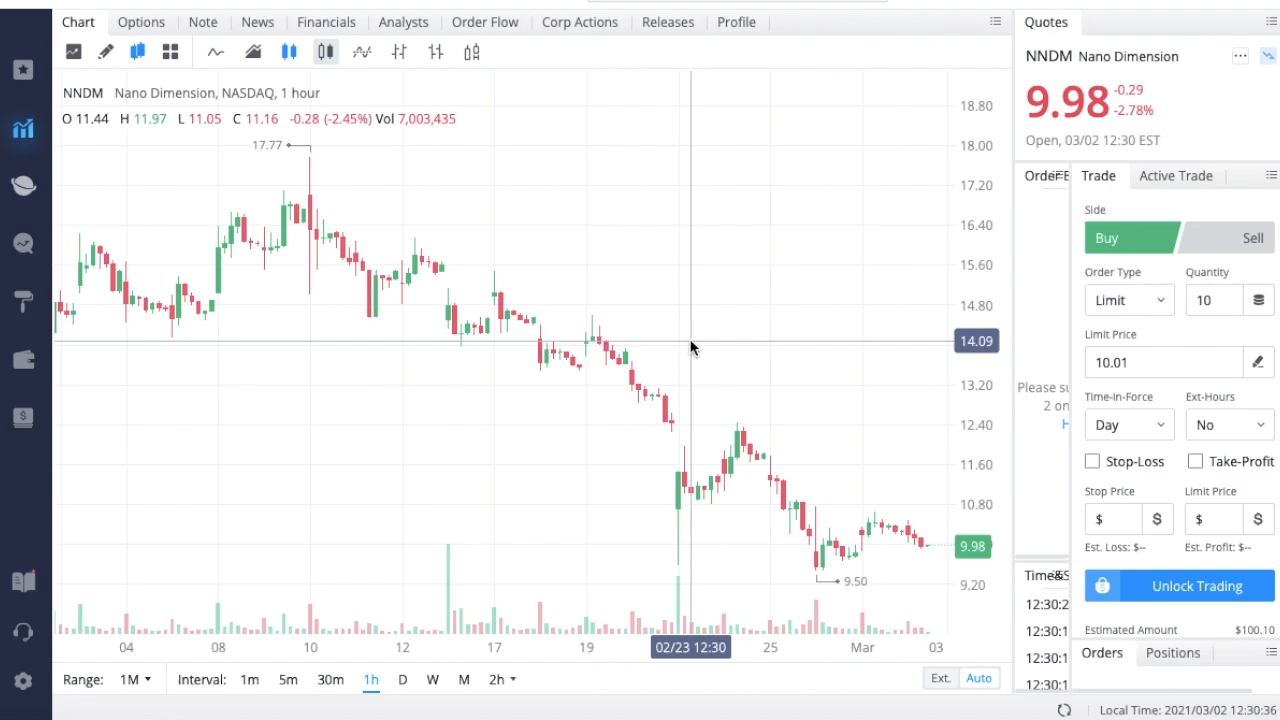 Chart Options Note News Financials Analysts Order Flow Corp Actions Releases Profile
NNDM Nano Dimension, NASDAQ, 1 hour
O 11.44 H 11.97 L 11.05 C 11.16 -0.28 (-2.45%) Vol 7,003,435
17.77
9.50
18.80
18.00
17.20
16.40
15.60
14.80
14.09
13.20
12.40
11.60
10.80
9.98
9.20
04 08 10 12 17 19 02/23 12:30 25 Mar 03
Range: 1M Interval: 1m 5m 30m 1h D W M 2h Ext. Auto
Quotes
NNDM Nano Dimension
9.98 -0.29
-2.78%
Open, 03/02 12:30 EST
Trade Active Trade
Side
Buy Sell
Order Type Quantity
Limit 10
Limit Price
10.01
Time-in-Force Ext-Hours
Day No
Stop-Loss Take-Profit
Stop Price Limit Price
$ $ $ $
Est. Loss: $-- Est. Profit: $--
Unlock Trading
Estimated Amount $100.10
Orders Positions
Please su
2 on
H
Time&S
12:30:2
12:30:1
12:30:1
12:30:1
Local Time: 2021/03/02 12:30:36